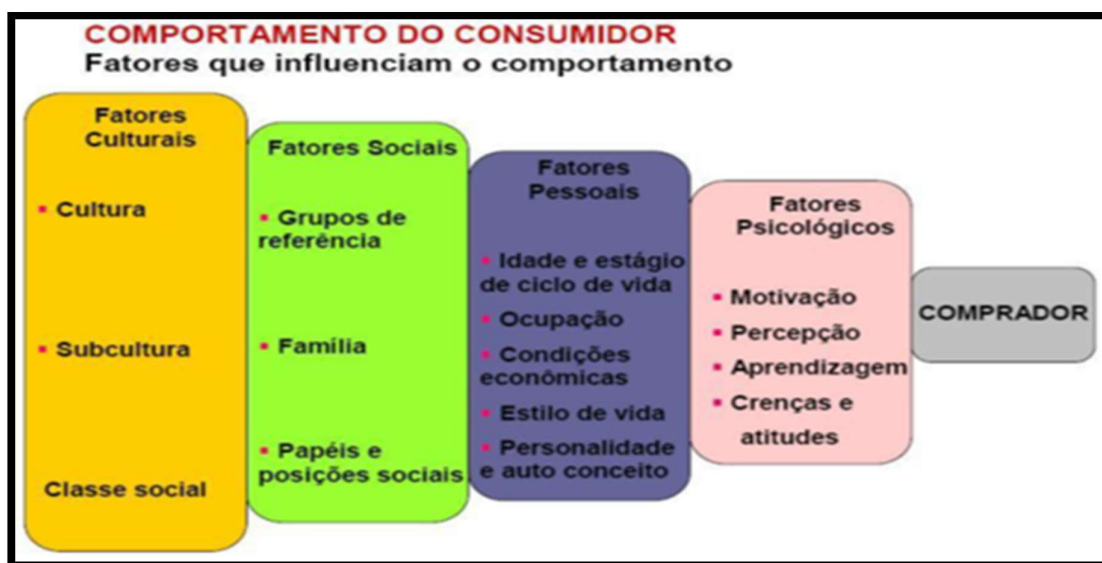 COMPORTAMENTO DO CONSUMIDOR
Fatores que influenciam o comportamento
Fatores
Culturais
▪ Cultura
▪ Subcultura
Classe social
Fatores Sociais
▪ Grupos de
referência
▪ Família
▪ Papéis e
posições sociais
Fatores
Pessoais
▪ Idade e estágio
de ciclo de vida
▪ Ocupação
▪ Condições
econômicas
▪ Estilo de vida
▪ Personalidade
e auto conceito
Fatores
Psicológicos
▪ Motivação
▪ Percepção
▪ Aprendizagem
▪ Crenças e
atitudes
COMPRADOR